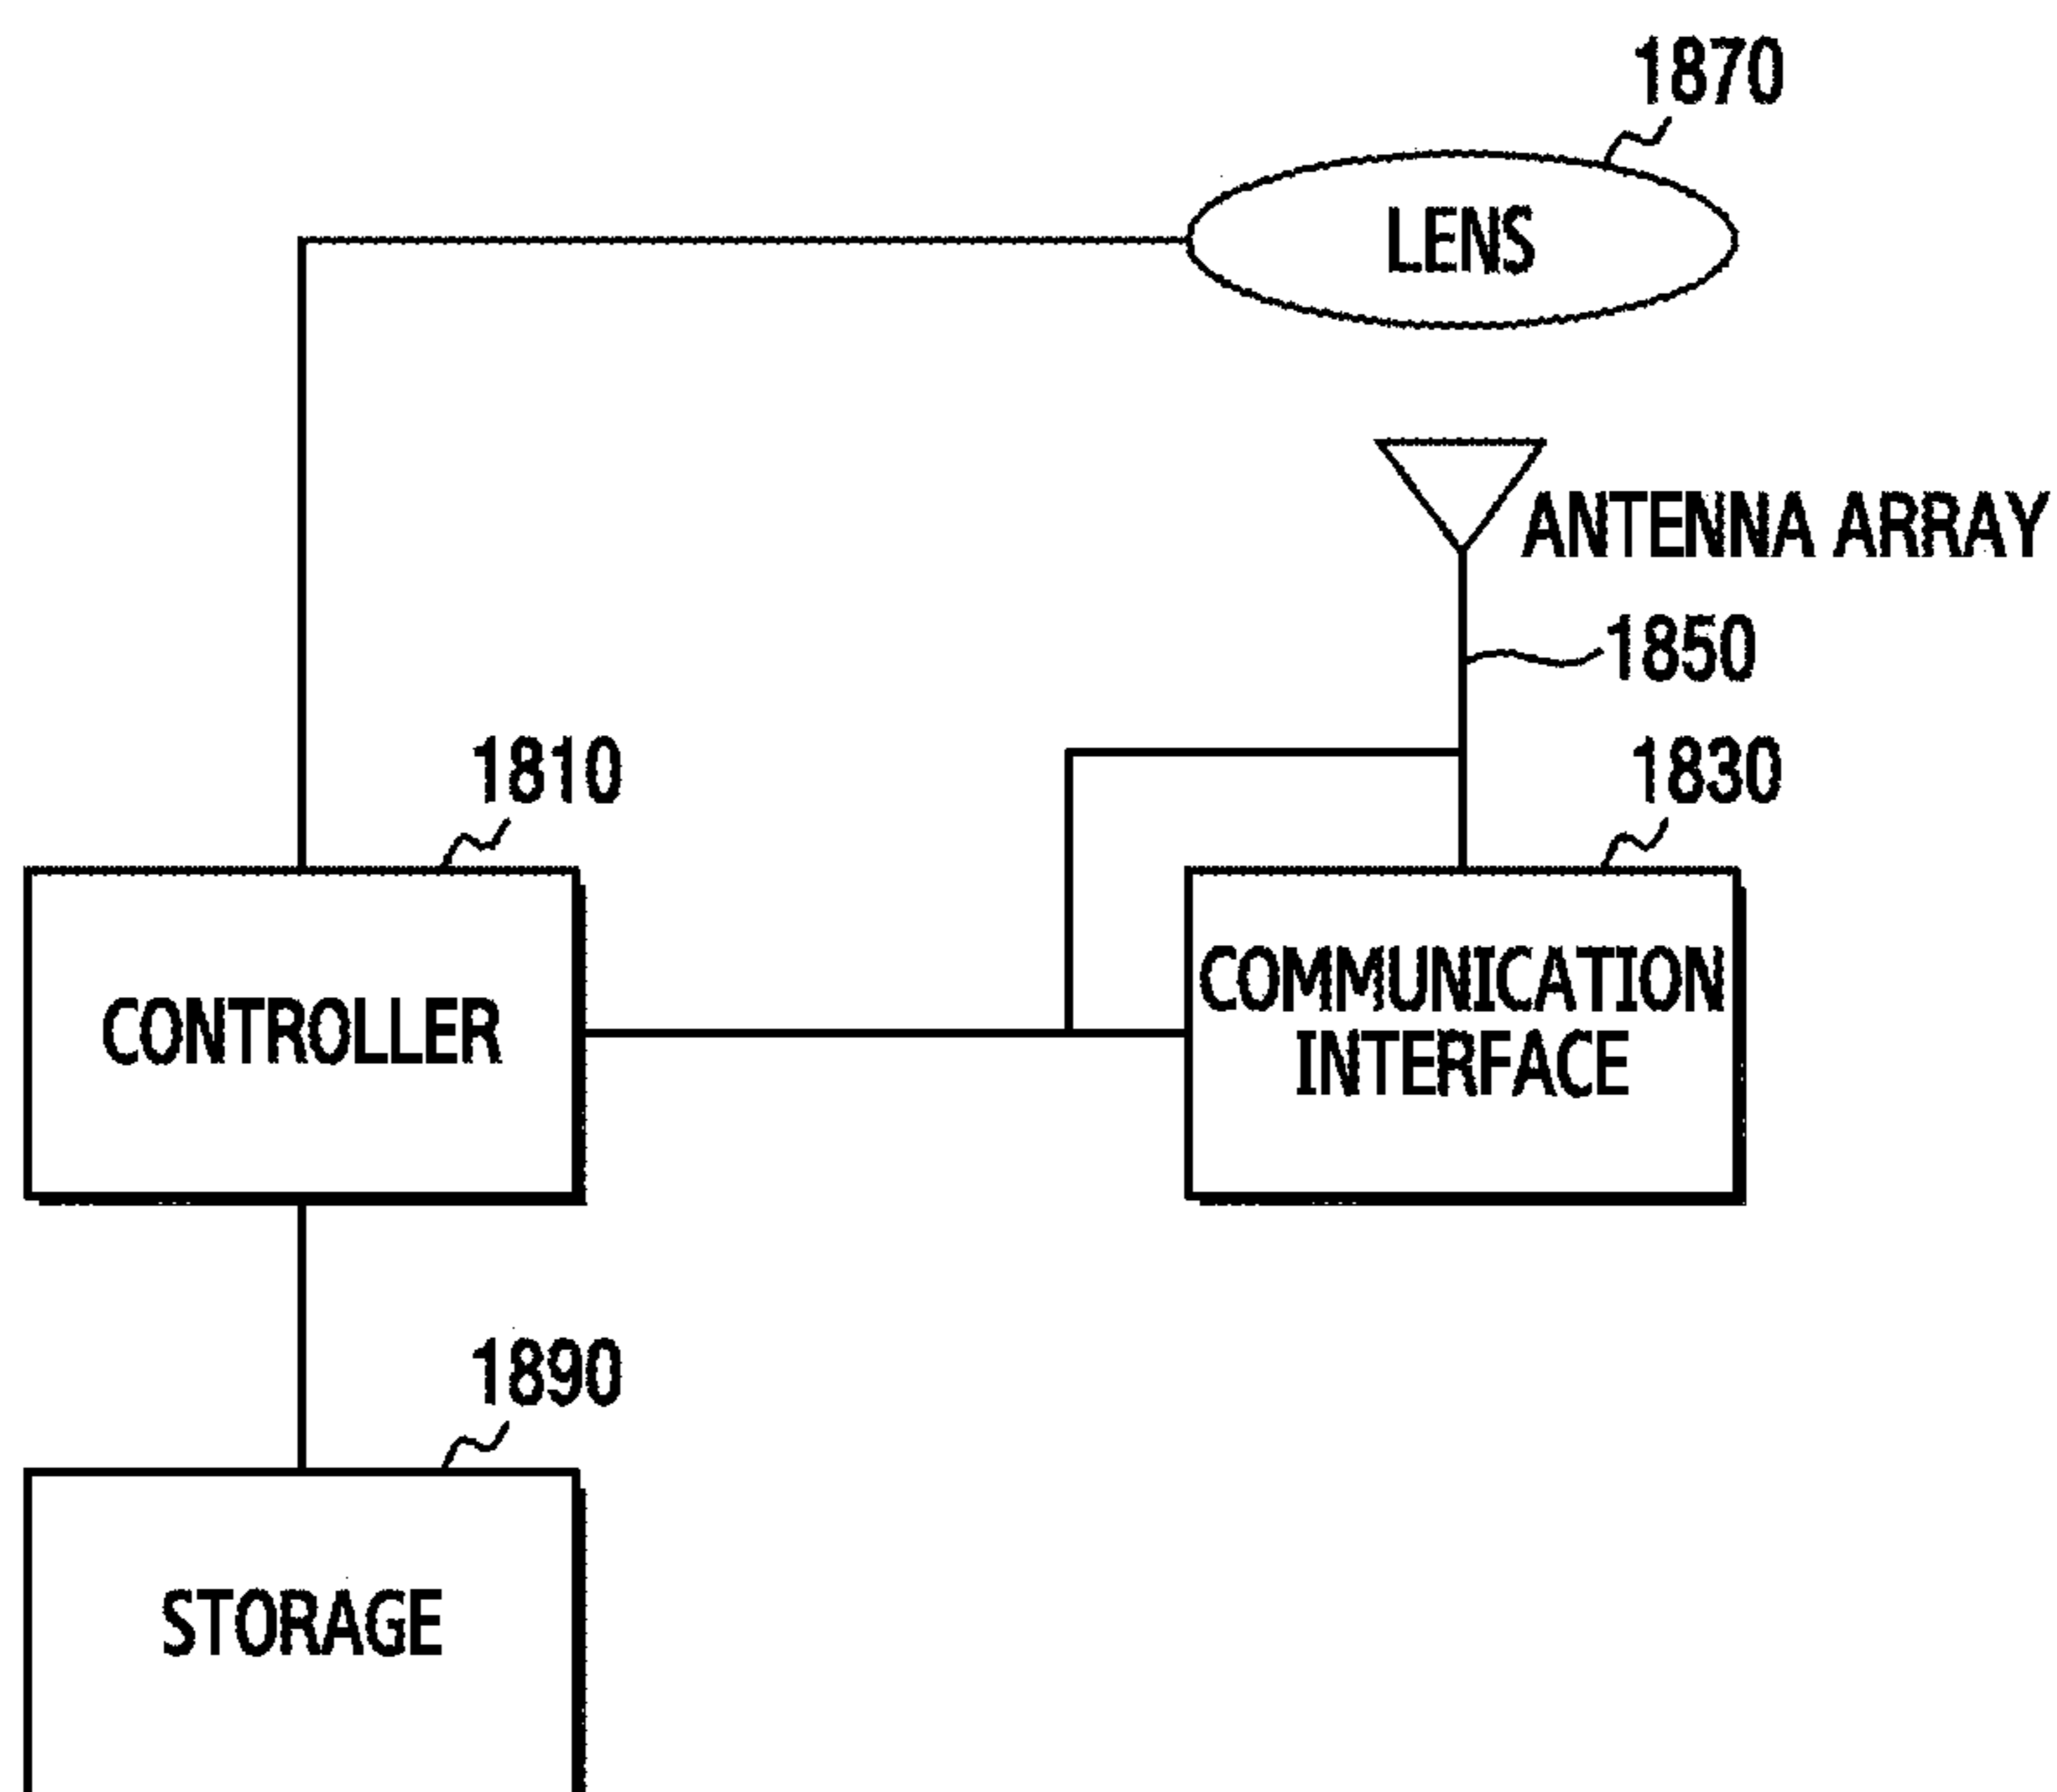 1870
LENS
ANTENNA ARRAY
1850
1810
1830
CONTROLLER
COMMUNICATION
INTERFACE
1890
STORAGE